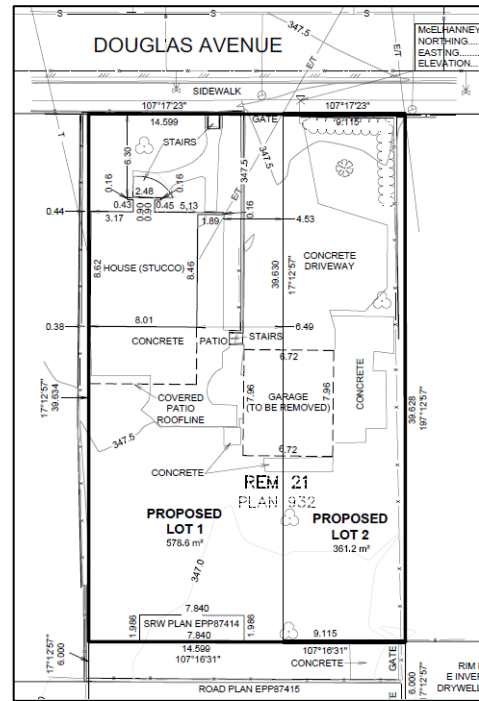 S S S
347.5
E/T
E/T
DOUGLAS AVENUE
McELHANNEY
NORTHING
EASTING
ELEVATION
SIDEWALK
107°17'23" 107°17'23"
14.599 GATE 9.115
T
STAIRS
6.30
347.5
347.5
0.16 2.48 0.16
0.44 0.43 0.90 0.90 0.45 5.13 E/T 0.16
3.17 1.89 4.53
8.62 HOUSE (STUCCO) 8.46
39.630
17°12'57"
CONCRETE
DRIVEWAY
0.38 8.01 6.49
CONCRETE PATIO STAIRS
6.72
17°12'57"
39.634
COVERED
PATIO
ROOFLINE
7.96 GARAGE 7.96
(TO BE REMOVED)
CONCRETE
39.628
197°12'57"
347.5
CONCRETE 6.72
REM 21
PLAN 932
PROPOSED
LOT 1
578.6 m²
PROPOSED
LOT 2
361.2 m²
347.0
7.840
1.986 SRW PLAN EPP87414 1.986
7.840 9.115
14.599 107°16'31"
107°16'31"
17°12'57"
6.000
CONCRETE GATE
6.000
17°12'57"
ROAD PLAN EPP87415
RIM
E INVER
DRYWELL